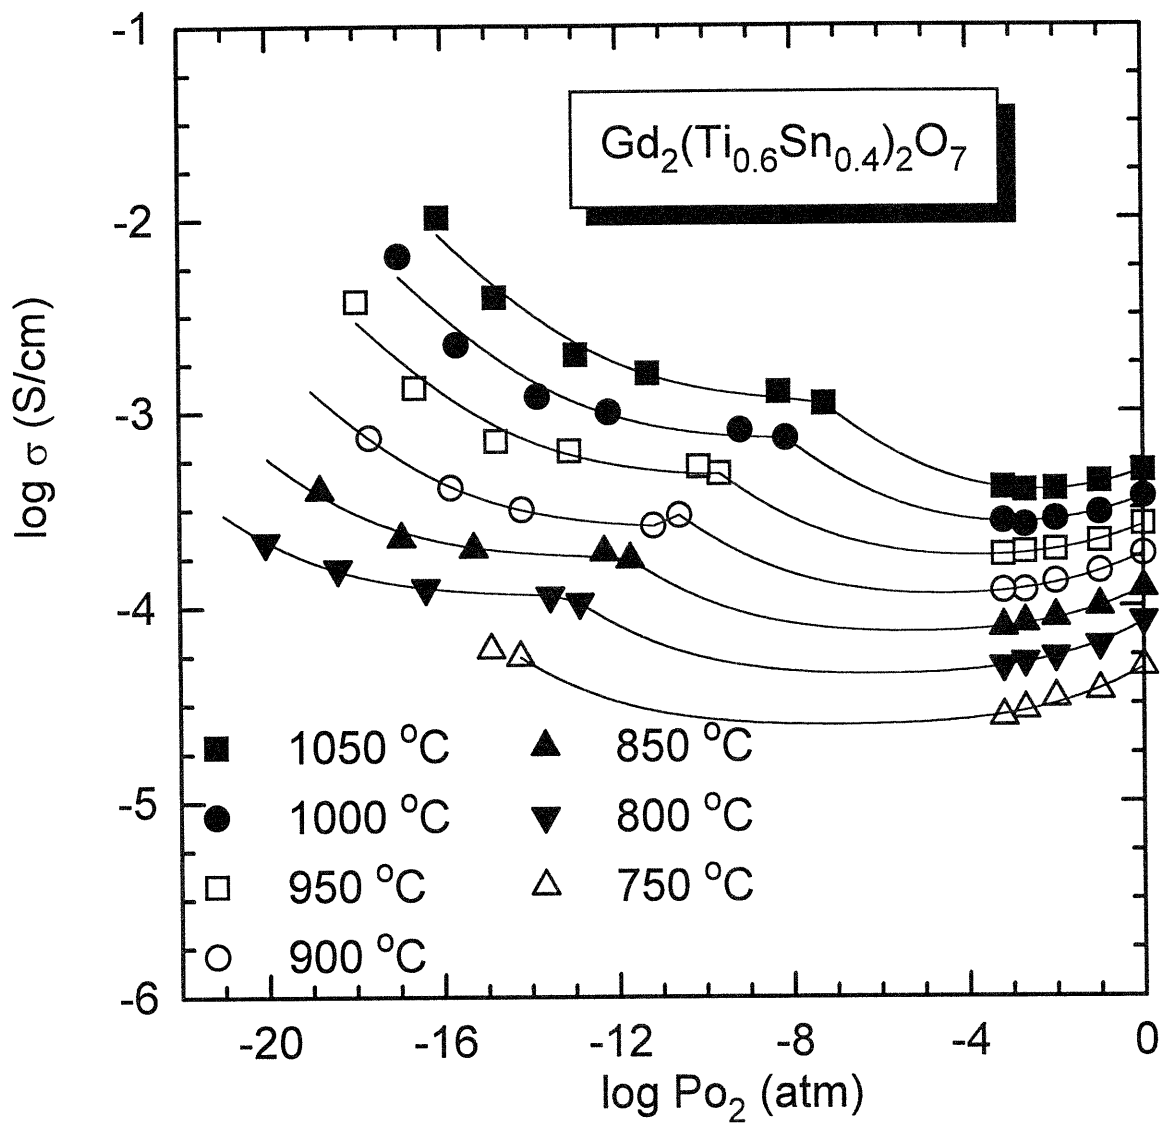 -1
Gd₂(Ti₀.₆Sn₀.₄)₂O₇
-2
-3
log σ (S/cm)
-4
1050 °C
850 °C
1000 °C
800 °C
-5
950 °C
750 °C
900 °C
-6
-20 -16 -12 -8 -4 0
log Po₂ (atm)